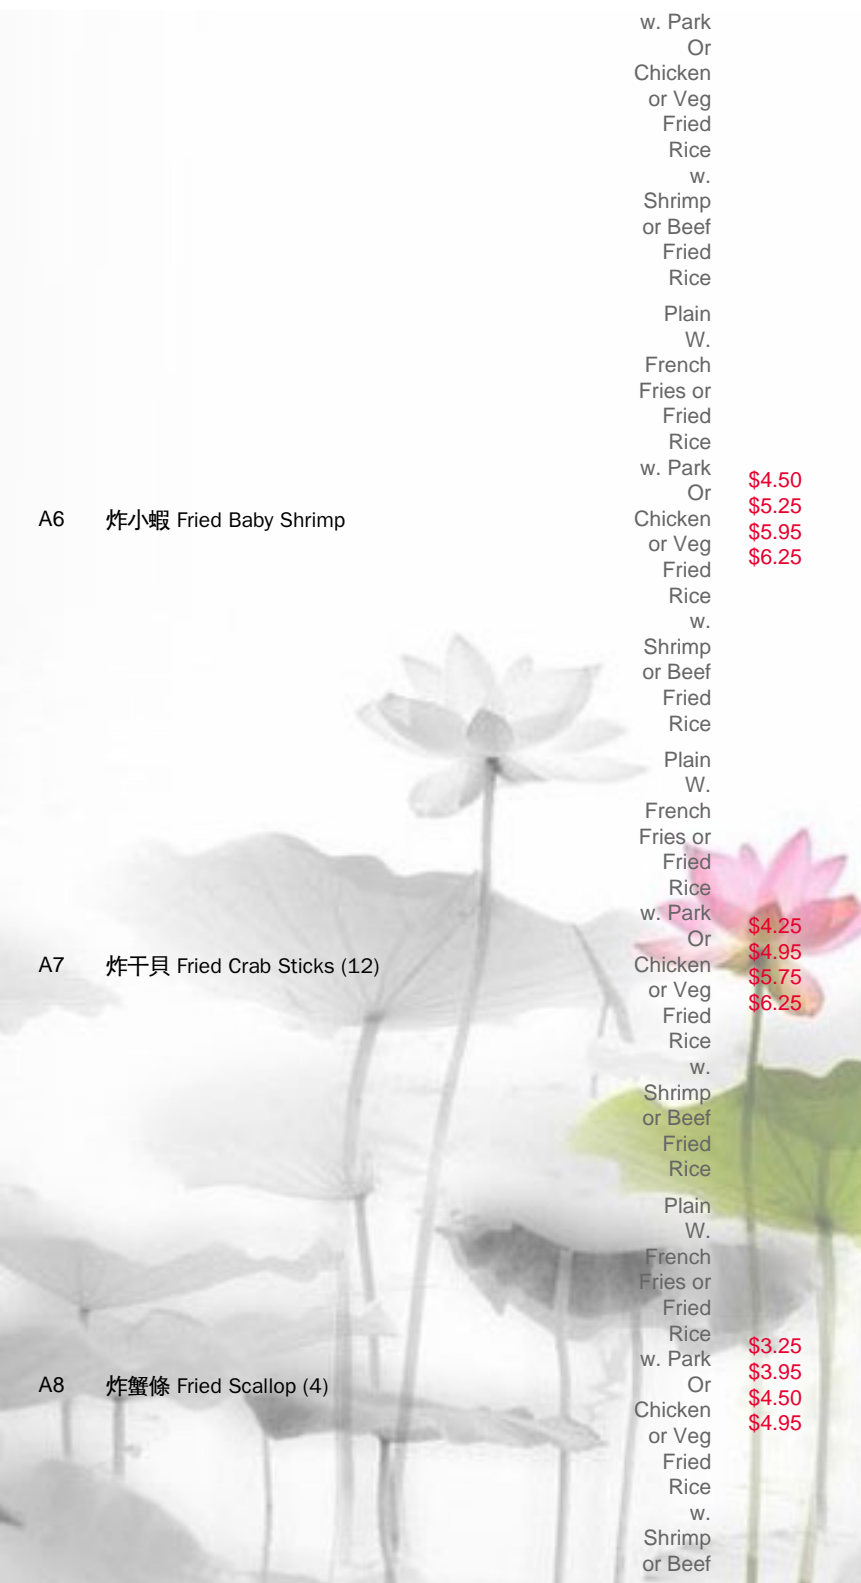 w. Park
Or
Chicken
or Veg
Fried
Rice
w.
Shrimp
or Beef
Fried
Rice
A6 炸小蝦 Fried Baby Shrimp
Plain
W.
French
Fries or
Fried
Rice
w. Park
Or
Chicken
or Veg
Fried
Rice
w.
Shrimp
or Beef
Fried
Rice
$4.50
$5.25
$5.95
$6.25
A7 炸干貝 Fried Crab Sticks (12)
Plain
W.
French
Fries or
Fried
Rice
w. Park
Or
Chicken
or Veg
Fried
Rice
w.
Shrimp
or Beef
Fried
Rice
$4.25
$4.95
$5.75
$6.25
A8 炸蟹條 Fried Scallop (4)
Plain
W.
French
Fries or
Fried
Rice
w. Park
Or
Chicken
or Veg
Fried
Rice
w.
Shrimp
or Beef
$3.25
$3.95
$4.50
$4.95